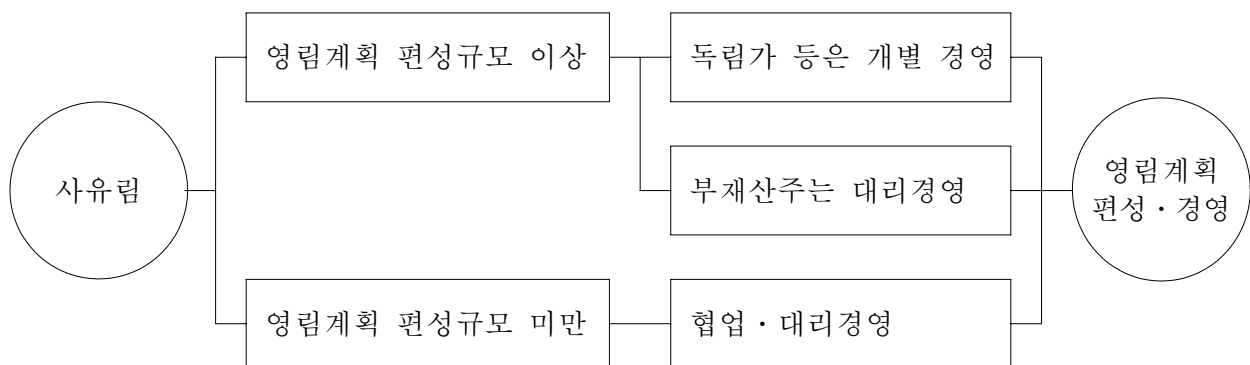 사유림
영림계획 편성규모 이상
독림가 등은 개별 경영
부재산주는 대리경영
영림계획 편성규모 미만
협업·대리경영
영림계획
편성·경영